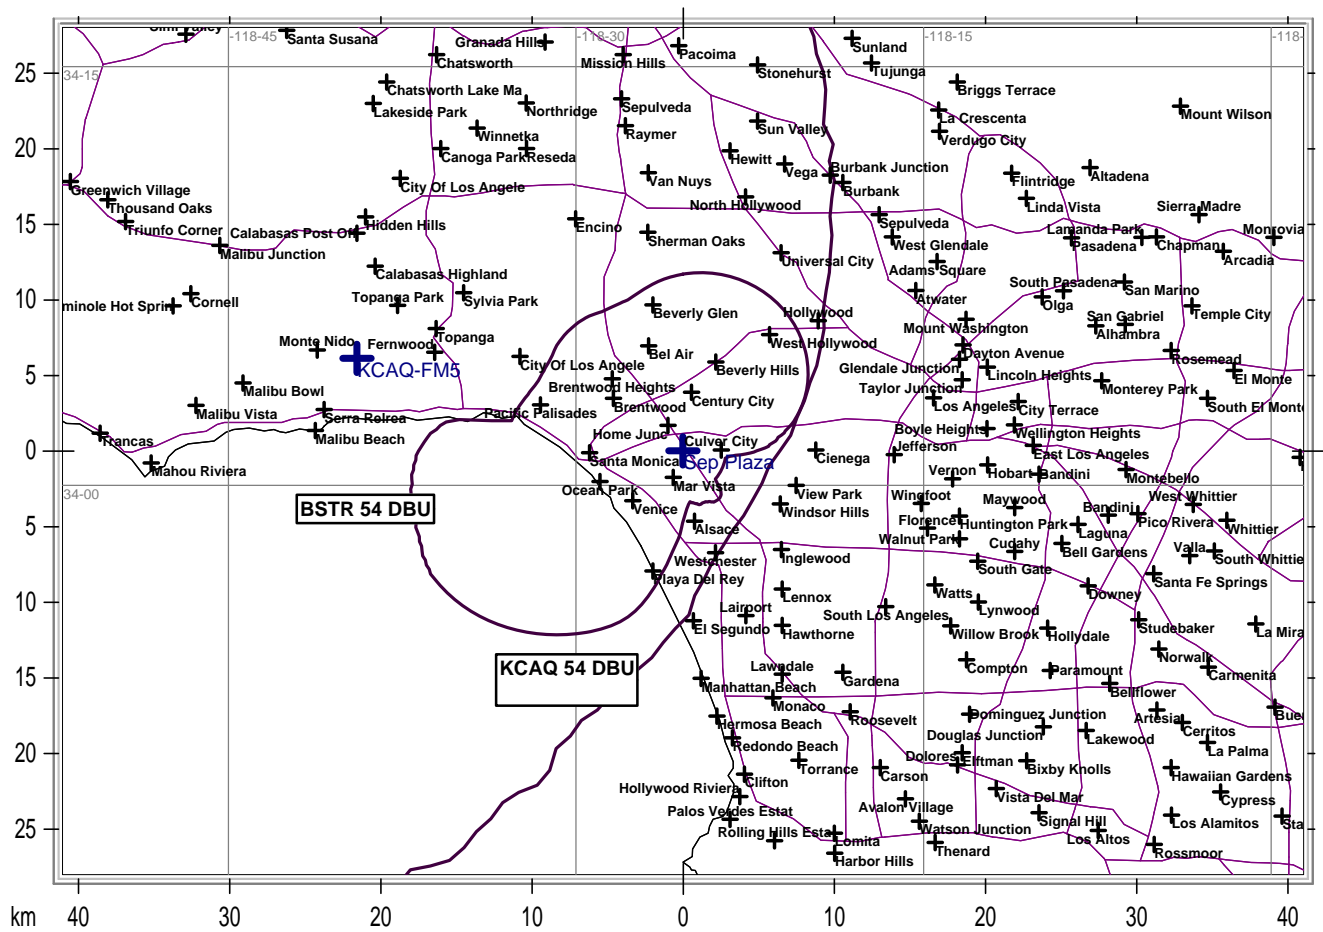 Simi Valley
-118-45
Santa Susana
Granada Hills
-118-30
Pacoima
Sunland
-118-15
-118-
Chatsworth
Mission Hills
Stonehurst
Tujunga
25
34-15
Chatsworth Lake Ma
Briggs Terrace
Lakeside Park
Northridge
Sepulveda
La Crescenta
Mount Wilson
Winnetka
Raymer
Sun Valley
Verdugo City
20
Canoga Park
Reseda
Hewitt
Vega
Burbank Junction
Greenwich Village
City Of Los Angele
Van Nuys
Burbank
Flintridge
Altadena
Thousand Oaks
North Hollywood
Linda Vista
Sierra Madre
15
Triunfo Corner
Calabasas Post Off
Hidden Hills
Encino
Sherman Oaks
Sepulveda
Lamanda Park
Monrovia
Malibu Junction
West Glendale
Pasadena
Chapman
Universal City
Adams Square
Arcadia
Calabasas Highland
10
minole Hot Sprin
Cornell
Topanga Park
Sylvia Park
Beverly Glen
Hollywood
Atwater
South Pasadena
Olga
San Marino
Temple City
Mount Washington
San Gabriel
Monte Nido
Fernwood
Topanga
West Hollywood
Alhambra
KCAQ-FM5
City Of Los Angele
Bel Air
Beverly Hills
Dayton Avenue
Glendale Junction
Rosemead
5
Malibu Bowl
Brentwood Heights
Taylor Junction
Lincoln Heights
Monterey Park
El Monte
Malibu Vista
Serra Relrea
Pacific Palisades
Brentwood
Century City
Los Angeles
City Terrace
South El Monte
Trancas
Malibu Beach
Home Junc
Culver City
Boyle Heights
Wellington Heights
0
Mahou Riviera
Santa Monica
Sep Plaza
Cienega
Jefferson
East Los Angeles
34-00
Ocean Park
Mar Vista
Vernon
Hobart
Bandini
Montebello
BSTR 54 DBU
Venice
View Park
Windsor Hills
Wingfoot
Maywood
West Whittier
5
Alsace
Florence
Huntington Park
Bandini
Pico Rivera
Whittier
Walnut Park
Cudahy
Laguna
Westchester
Inglewood
Bell Gardens
Valla
South Whittie
Playa Del Rey
South Gate
Santa Fe Springs
10
Lennox
Watts
Downey
Lairport
South Los Angeles
Lynwood
El Segundo
Hawthorne
Willow Brook
Hollydale
Studebaker
La Mira
15
KCAQ 54 DBU
Lawndale
Gardena
Compton
Paramount
Norwalk
Carmenita
Manhattan Beach
Monaco
Bellflower
Hermosa Beach
Roosevelt
Dominguez Junction
Artesia
Buen
Redondo Beach
Douglas Junction
Lakewood
Cerritos
20
Torrance
Dolores
Elftman
La Palma
Clifton
Carson
Bixby Knolls
Hawaiian Gardens
Hollywood Riviera
Avalon Village
Vista Del Mar
Cypress
25
Palos Verdes Estat
Rolling Hills Esta
Lomita
Watson Junction
Signal Hill
Los Altos
Los Alamitos
Sta
Harbor Hills
Thenard
Rossmoor
km
40 30 20 10 0 10 20 30 40